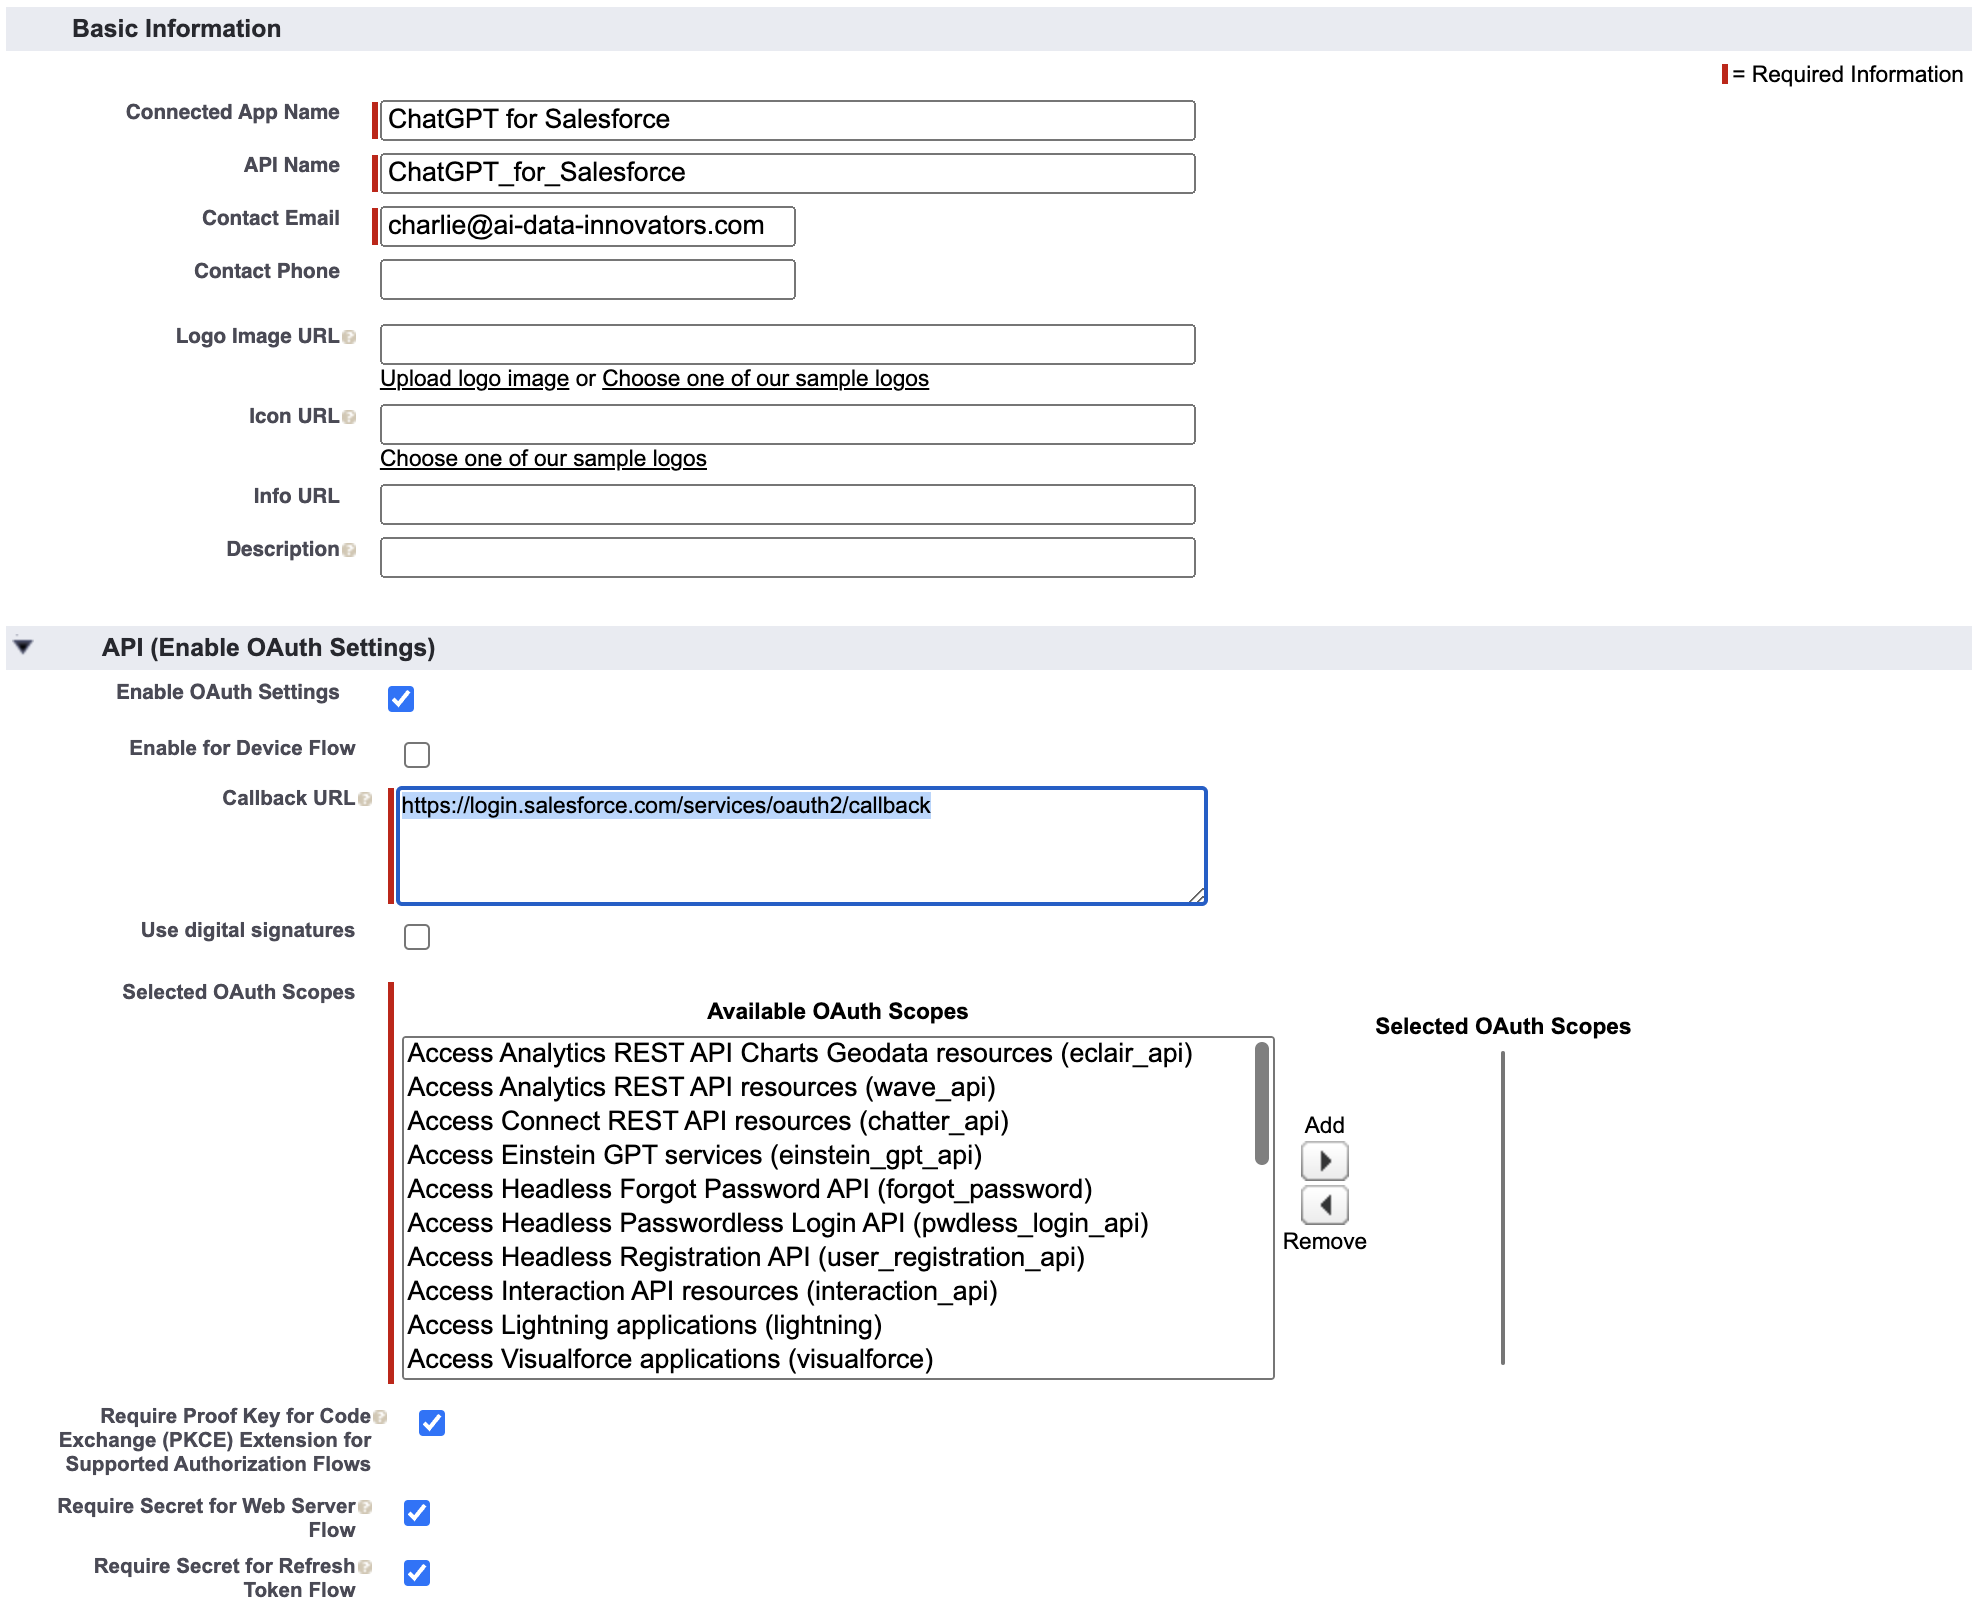 Basic Information
= Required Information
Connected App Name
ChatGPT for Salesforce
API Name
ChatGPT_for_Salesforce
Contact Email
charlie@ai-data-innovators.com
Contact Phone
Logo Image URL
Upload logo image or Choose one of our sample logos
Icon URL
Choose one of our sample logos
Info URL
Description
API (Enable OAuth Settings)
Enable OAuth Settings
Enable for Device Flow
Callback URL
https://login.salesforce.com/services/oauth2/callback
Use digital signatures
Selected OAuth Scopes
Available OAuth Scopes
Access Analytics REST API Charts Geodata resources (eclair_api)
Access Analytics REST API resources (wave_api)
Access Connect REST API resources (chatter_api)
Access Einstein GPT services (einstein_gpt_api)
Access Headless Forgot Password API (forgot_password)
Access Headless Passwordless Login API (pwdless_login_api)
Access Headless Registration API (user_registration_api)
Access Interaction API resources (interaction_api)
Access Lightning applications (lightning)
Access Visualforce applications (visualforce)
Add
Remove
Selected OAuth Scopes
Require Proof Key for Code
Exchange (PKCE) Extension for
Supported Authorization Flows
Require Secret for Web Server
Flow
Require Secret for Refresh
Token Flow